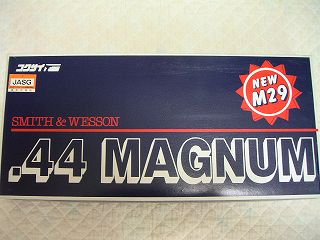 コクサイ
JASG
NEW
M29
SMITH & WESSON
.44 MAGNUM